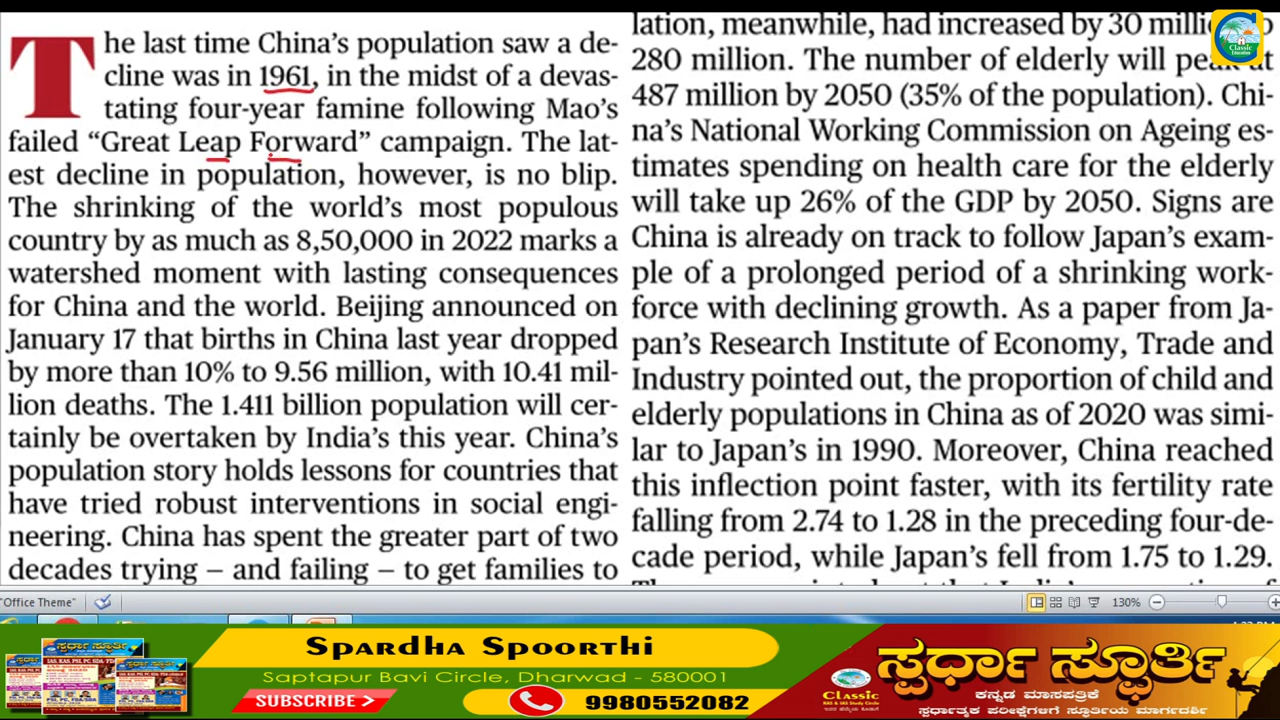 The last time China's population saw a de-
cline was in 1961, in the midst of a devas-
tating four-year famine following Mao's
failed “Great Leap Forward” campaign. The lat-
est decline in population, however, is no blip.
The shrinking of the world's most populous
country by as much as 8,50,000 in 2022 marks a
watershed moment with lasting consequences
for China and the world. Beijing announced on
January 17 that births in China last year dropped
by more than 10% to 9.56 million, with 10.41 mil-
lion deaths. The 1.411 billion population will cer-
tainly be overtaken by India's this year. China's
population story holds lessons for countries that
have tried robust interventions in social engi-
neering. China has spent the greater part of two
decades trying – and failing – to get families to
lation, meanwhile, had increased by 30
280 million. The number of elderly will peak at
487 million by 2050 (35% of the population). Chi-
na's National Working Commission on Ageing es-
timates spending on health care for the elderly
will take up 26% of the GDP by 2050. Signs are
China is already on track to follow Japan's exam-
ple of a prolonged period of a shrinking work-
force with declining growth. As a paper from Ja-
pan's Research Institute of Economy, Trade and
Industry pointed out, the proportion of child and
elderly populations in China as of 2020 was simi-
lar to Japan's in 1990. Moreover, China reached
this inflection point faster, with its fertility rate
falling from 2.74 to 1.28 in the preceding four-de-
cade period, while Japan's fell from 1.75 to 1.29.
Classic
Education
"Office Theme"
130%
Spardha Spoorthi
Saptapur Bavi Circle, Dharwad - 580001
SUBSCRIBE >
9980552082
ಸ್ಪರ್ಧಾ ಸ್ಫೂರ್ತಿ
Classic
KAS & IAS Study Circle
ಕನ್ನಡ ಮಾಸಪತ್ರಿಕೆ
ಸ್ಪರ್ಧಾತ್ಮಕ ಪರೀಕ್ಷೆಗಳಿಗೆ ಸ್ಫೂರ್ತಿಯ ಮಾರ್ಗದರ್ಶಿ